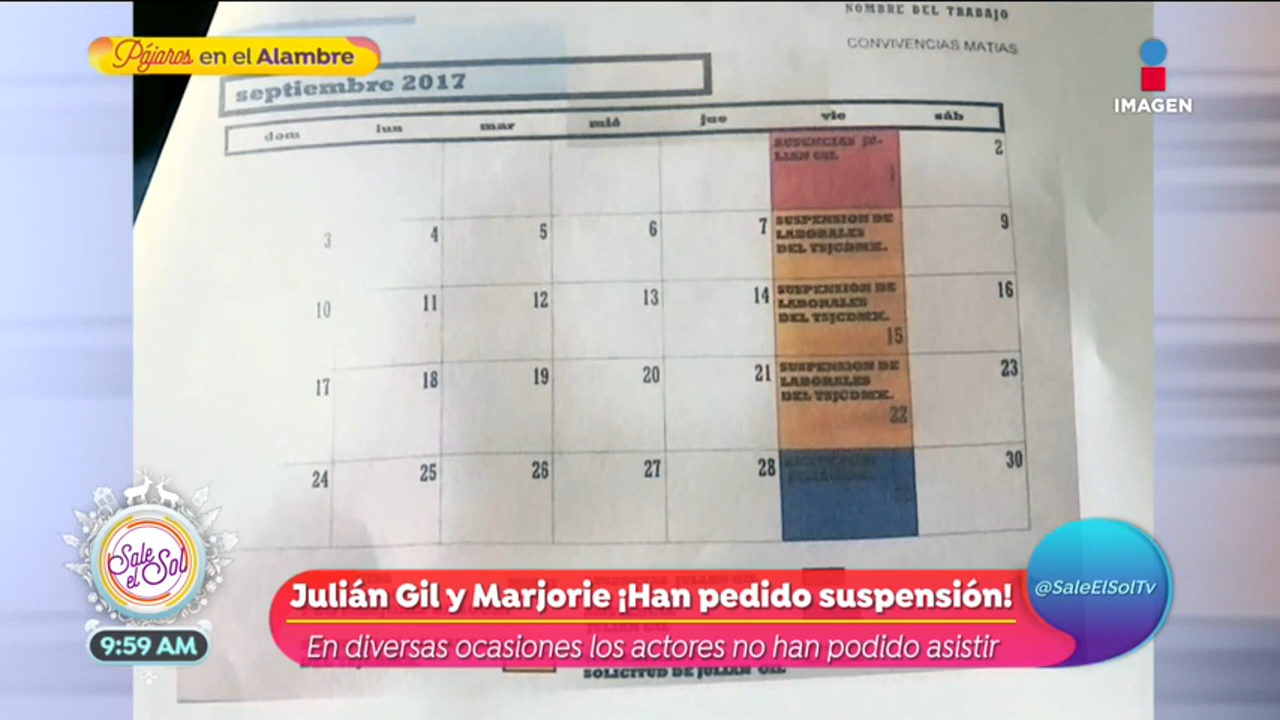 Pájaros en el Alambre
NOMBRE DEL TRABAJO
CONVIVENCIAS MATIAS
IMAGEN
septiembre 2017
dom lun mar mié jue vie sáb
AUSENCIAS JU-
LIAN GIL
1 2
3 4 5 6 7 9
SUSPENSION DE
LABORALES
DEL TSJCDMX.
10 11 12 13 14 15 16
SUSPENSION DE
LABORALES
DEL TSJCDMX.
17 18 19 20 21 22 23
SUSPENSION DE
LABORALES
DEL TSJCDMX.
24 25 26 27 28 30
Sale el Sol
9:59 AM
Julián Gil y Marjorie ¡Han pedido suspensión!
En diversas ocasiones los actores no han podido asistir
@SaleElSolTv
JULIAN GIL
SOLICITUD DE JULIAN GIL